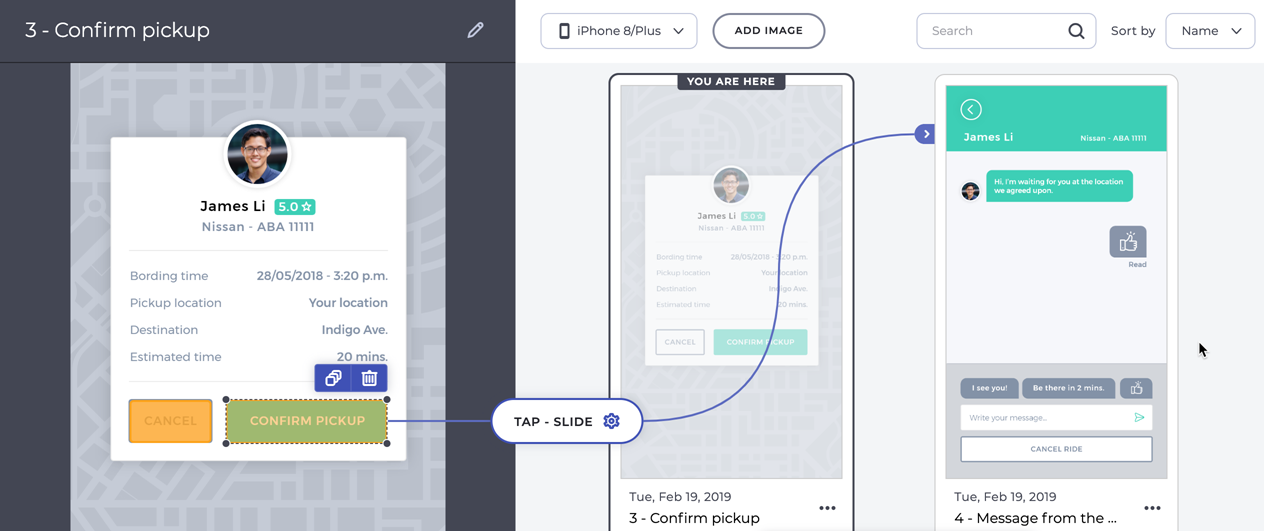 3 - Confirm pickup
James Li 5.0
Nissan - ABA 11111
Bording time 28/05/2018 - 3:20 p.m.
Pickup location Your location
Destination Indigo Ave.
Estimated time 20 mins.
CANCEL CONFIRM PICKUP
TAP - SLIDE
iPhone 8/Plus
ADD IMAGE
Search
Sort by
Name
YOU ARE HERE
James Li 5.0
Nissan - ABA 11111
Bording time 28/05/2018 - 3:20 p.m.
Pickup location Your location
Destination Indigo Ave.
Estimated time 20 mins.
CANCEL CONFIRM PICKUP
Tue, Feb 19, 2019
3 - Confirm pickup
James Li Nissan - ABA 11111
Hi, I'm waiting for you at the location
we agreed upon.
Read
I see you! Be there in 2 mins.
Write your message...
CANCEL RIDE
Tue, Feb 19, 2019
4 - Message from the ...